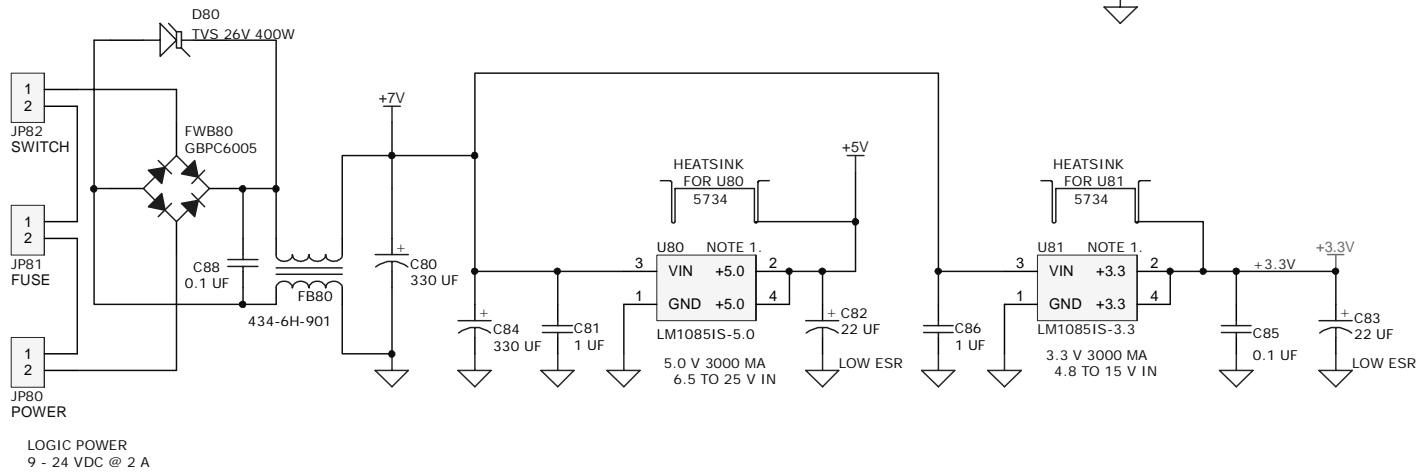 D80
TVS 26V 400W
1
2
JP82
SWITCH
FWB80
GBPC6005
+7V
1
2
JP81
FUSE
C88
0.1 UF
FB80
434-6H-901
+
C80
330 UF
1
2
JP80
POWER
LOGIC POWER
9 - 24 VDC @ 2 A
+
C84
330 UF
C81
1 UF
HEATSINK
FOR U80
5734
+5V
U80
NOTE 1.
3
VIN
+5.0
2
1
GND
+5.0
4
LM1085IS-5.0
5.0 V 3000 MA
6.5 TO 25 V IN
+
C82
22 UF
LOW ESR
C86
1 UF
HEATSINK
FOR U81
5734
U81
NOTE 1.
3
VIN
+3.3
2
1
GND
+3.3
4
LM1085IS-3.3
3.3 V 3000 MA
4.8 TO 15 V IN
+3.3V
+3.3V
C85
0.1 UF
+
C83
22 UF
LOW ESR